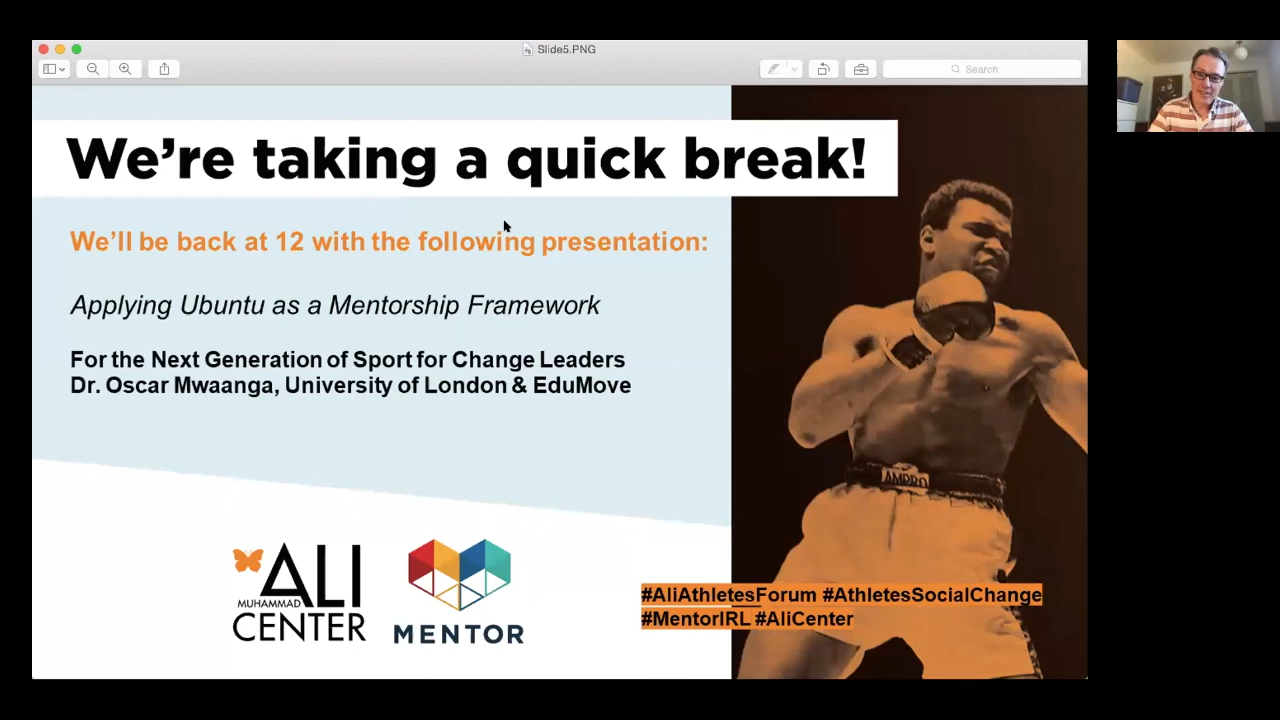 Slide5.PNG
Search
We're taking a quick break!
We'll be back at 12 with the following presentation:
Applying Ubuntu as a Mentorship Framework
For the Next Generation of Sport for Change Leaders
Dr. Oscar Mwaanga, University of London & EduMove
AMPRO
ALI
MUHAMMAD
CENTER
MENTOR
#AliAthletesForum #AthletesSocialChange
#MentorIRL #AliCenter